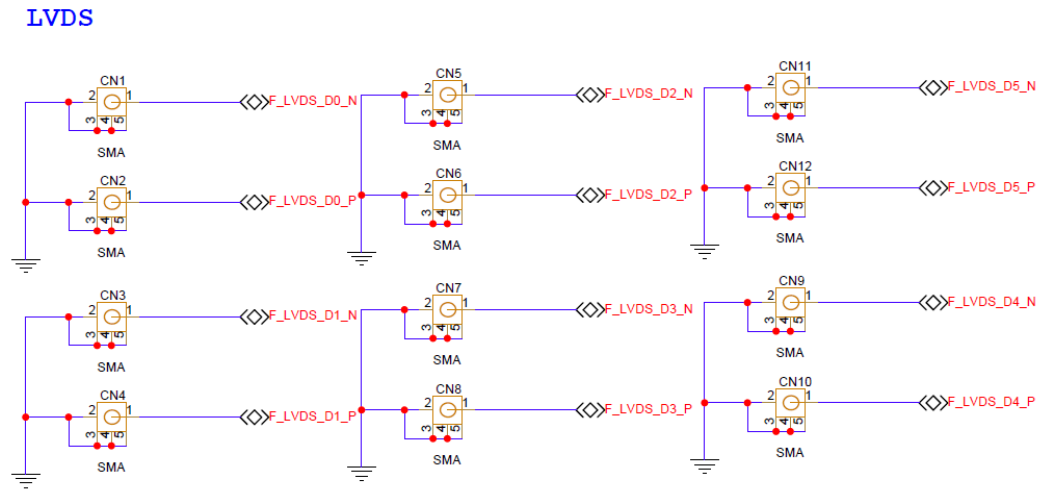 LVDS
CN1
2 1
3 4 5
SMA
F_LVDS_D0_N
CN2
2 1
3 4 5
SMA
F_LVDS_D0_P
CN5
2 1
3 4 5
SMA
F_LVDS_D2_N
CN6
2 1
3 4 5
SMA
F_LVDS_D2_P
CN11
2 1
3 4 5
SMA
F_LVDS_D5_N
CN12
2 1
3 4 5
SMA
F_LVDS_D5_P
CN3
2 1
3 4 5
SMA
F_LVDS_D1_N
CN4
2 1
3 4 5
SMA
F_LVDS_D1_P
CN7
2 1
3 4 5
SMA
F_LVDS_D3_N
CN8
2 1
3 4 5
SMA
F_LVDS_D3_P
CN9
2 1
3 4 5
SMA
F_LVDS_D4_N
CN10
2 1
3 4 5
SMA
F_LVDS_D4_P